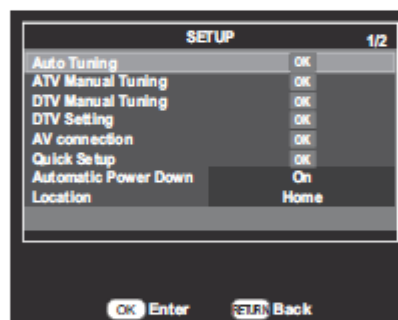 SETUP 1/2
Auto Tuning OK
ATV Manual Tuning OK
DTV Manual Tuning OK
DTV Setting OK
AV connection OK
Quick Setup OK
Automatic Power Down On
Location Home
OK Enter RETURN Back